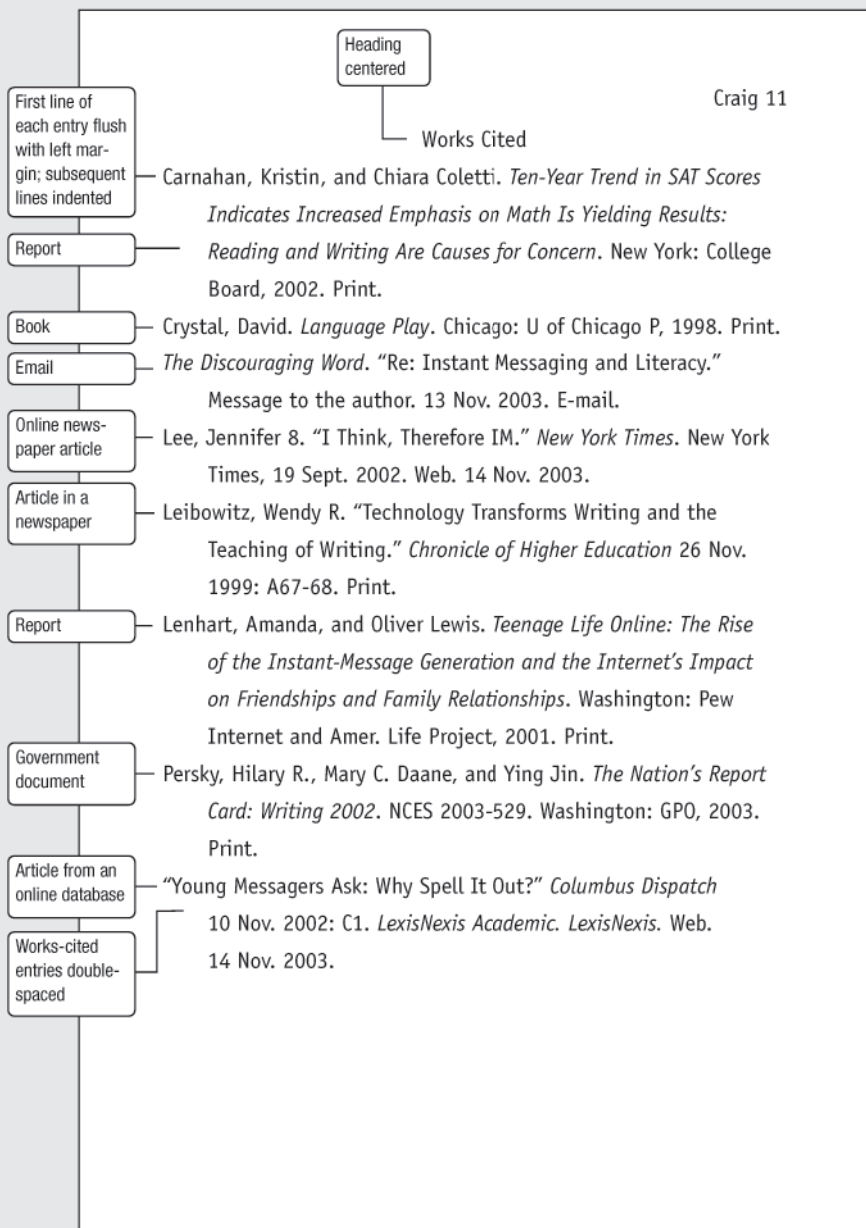 Heading
centered
Craig 11
First line of
each entry flush
with left mar-
gin; subsequent
lines indented
Works Cited
Carnahan, Kristin, and Chiara Coletti. Ten-Year Trend in SAT Scores
Indicates Increased Emphasis on Math Is Yielding Results:
Report
Reading and Writing Are Causes for Concern. New York: College
Board, 2002. Print.
Book
Crystal, David. Language Play. Chicago: U of Chicago P, 1998. Print.
Email
The Discouraging Word. “Re: Instant Messaging and Literacy.”
Message to the author. 13 Nov. 2003. E-mail.
Online news-
paper article
Lee, Jennifer 8. “I Think, Therefore IM.” New York Times. New York
Times, 19 Sept. 2002. Web. 14 Nov. 2003.
Article in a
newspaper
Leibowitz, Wendy R. “Technology Transforms Writing and the
Teaching of Writing.” Chronicle of Higher Education 26 Nov.
1999: A67-68. Print.
Report
Lenhart, Amanda, and Oliver Lewis. Teenage Life Online: The Rise
of the Instant-Message Generation and the Internet’s Impact
on Friendships and Family Relationships. Washington: Pew
Internet and Amer. Life Project, 2001. Print.
Government
document
Persky, Hilary R., Mary C. Daane, and Ying Jin. The Nation’s Report
Card: Writing 2002. NCES 2003-529. Washington: GPO, 2003.
Print.
Article from an
online database
“Young Messagers Ask: Why Spell It Out?” Columbus Dispatch
10 Nov. 2002: C1. LexisNexis Academic. LexisNexis. Web.
14 Nov. 2003.
Works-cited
entries double-
spaced